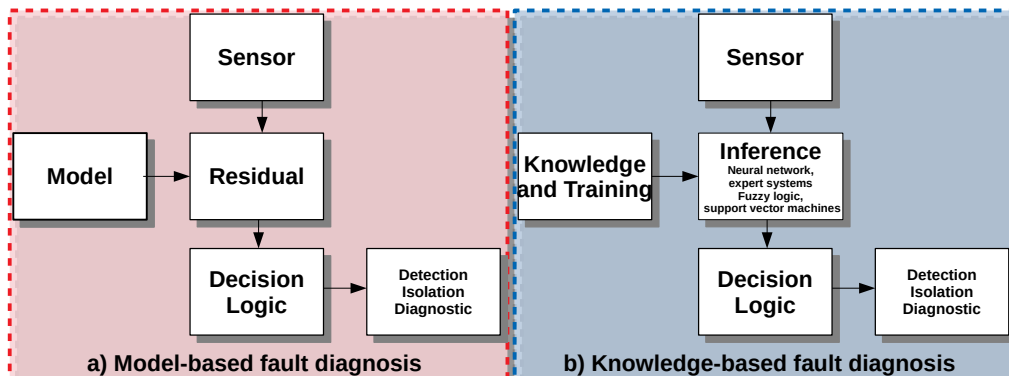 Sensor
Model
Residual
Decision
Logic
Detection
Isolation
Diagnostic
a) Model-based fault diagnosis
Sensor
Knowledge
and Training
Inference
Neural network,
expert systems
Fuzzy logic,
support vector machines
Decision
Logic
Detection
Isolation
Diagnostic
b) Knowledge-based fault diagnosis